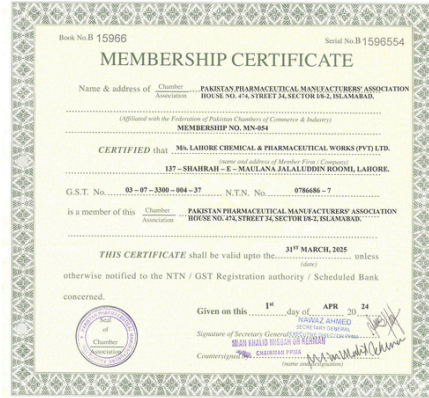 Book No.B 15966
Serial No.B 1596554
MEMBERSHIP CERTIFICATE
Name & address of Chamber Association PAKISTAN PHARMACEUTICAL MANUFACTURERS' ASSOCIATION
HOUSE NO. 474, STREET 34, SECTOR I/8-2, ISLAMABAD.
(Affiliated with the Federation of Pakistan Chambers of Commerce & Industry)
MEMBERSHIP NO. MN-054
CERTIFIED that M/s. LAHORE CHEMICAL & PHARMACEUTICAL WORKS (PVT) LTD.
(name and address of Member Firm / Company)
137 – SHAHRAH – E – MAULANA JALALUDDIN ROOMI, LAHORE.
G.S.T. No. 03 – 07 – 3300 – 004 – 37 N.T.N. No. 0786686 – 7
is a member of this Chamber Association PAKISTAN PHARMACEUTICAL MANUFACTURERS' ASSOCIATION
HOUSE NO. 474, STREET 34, SECTOR I/8-2, ISLAMABAD.
THIS CERTIFICATE shall be valid upto the 31ST MARCH, 2025 unless
(date)
otherwise notified to the NTN / GST Registration authority / Scheduled Bank
concerned.
Given on this 1st day of APR 20 24
Seal
of
Chamber
Association
NAWAZ AHMED
SECRETARY GENERAL
Signature of Secretary General
MIAN KHALID MISBAH UR REHMAN
Countersigned by CHAIRMAN PPMA
(name and designation)